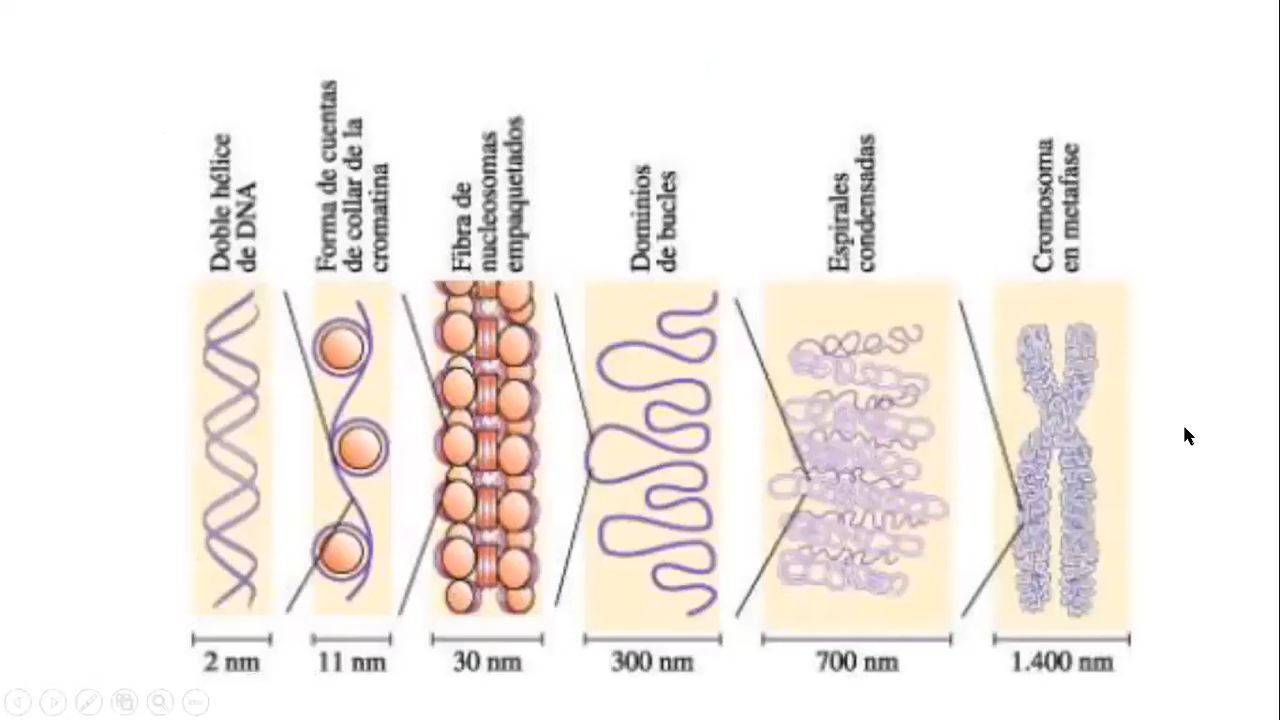 Doble hélice
de DNA
Forma de cuentas
de collar de la
cromatina
Fibra de
nucleosomas
empaquetados
Dominios
de bucles
Espirales
condensadas
Cromosoma
en metafase
2 nm
11 nm
30 nm
300 nm
700 nm
1.400 nm